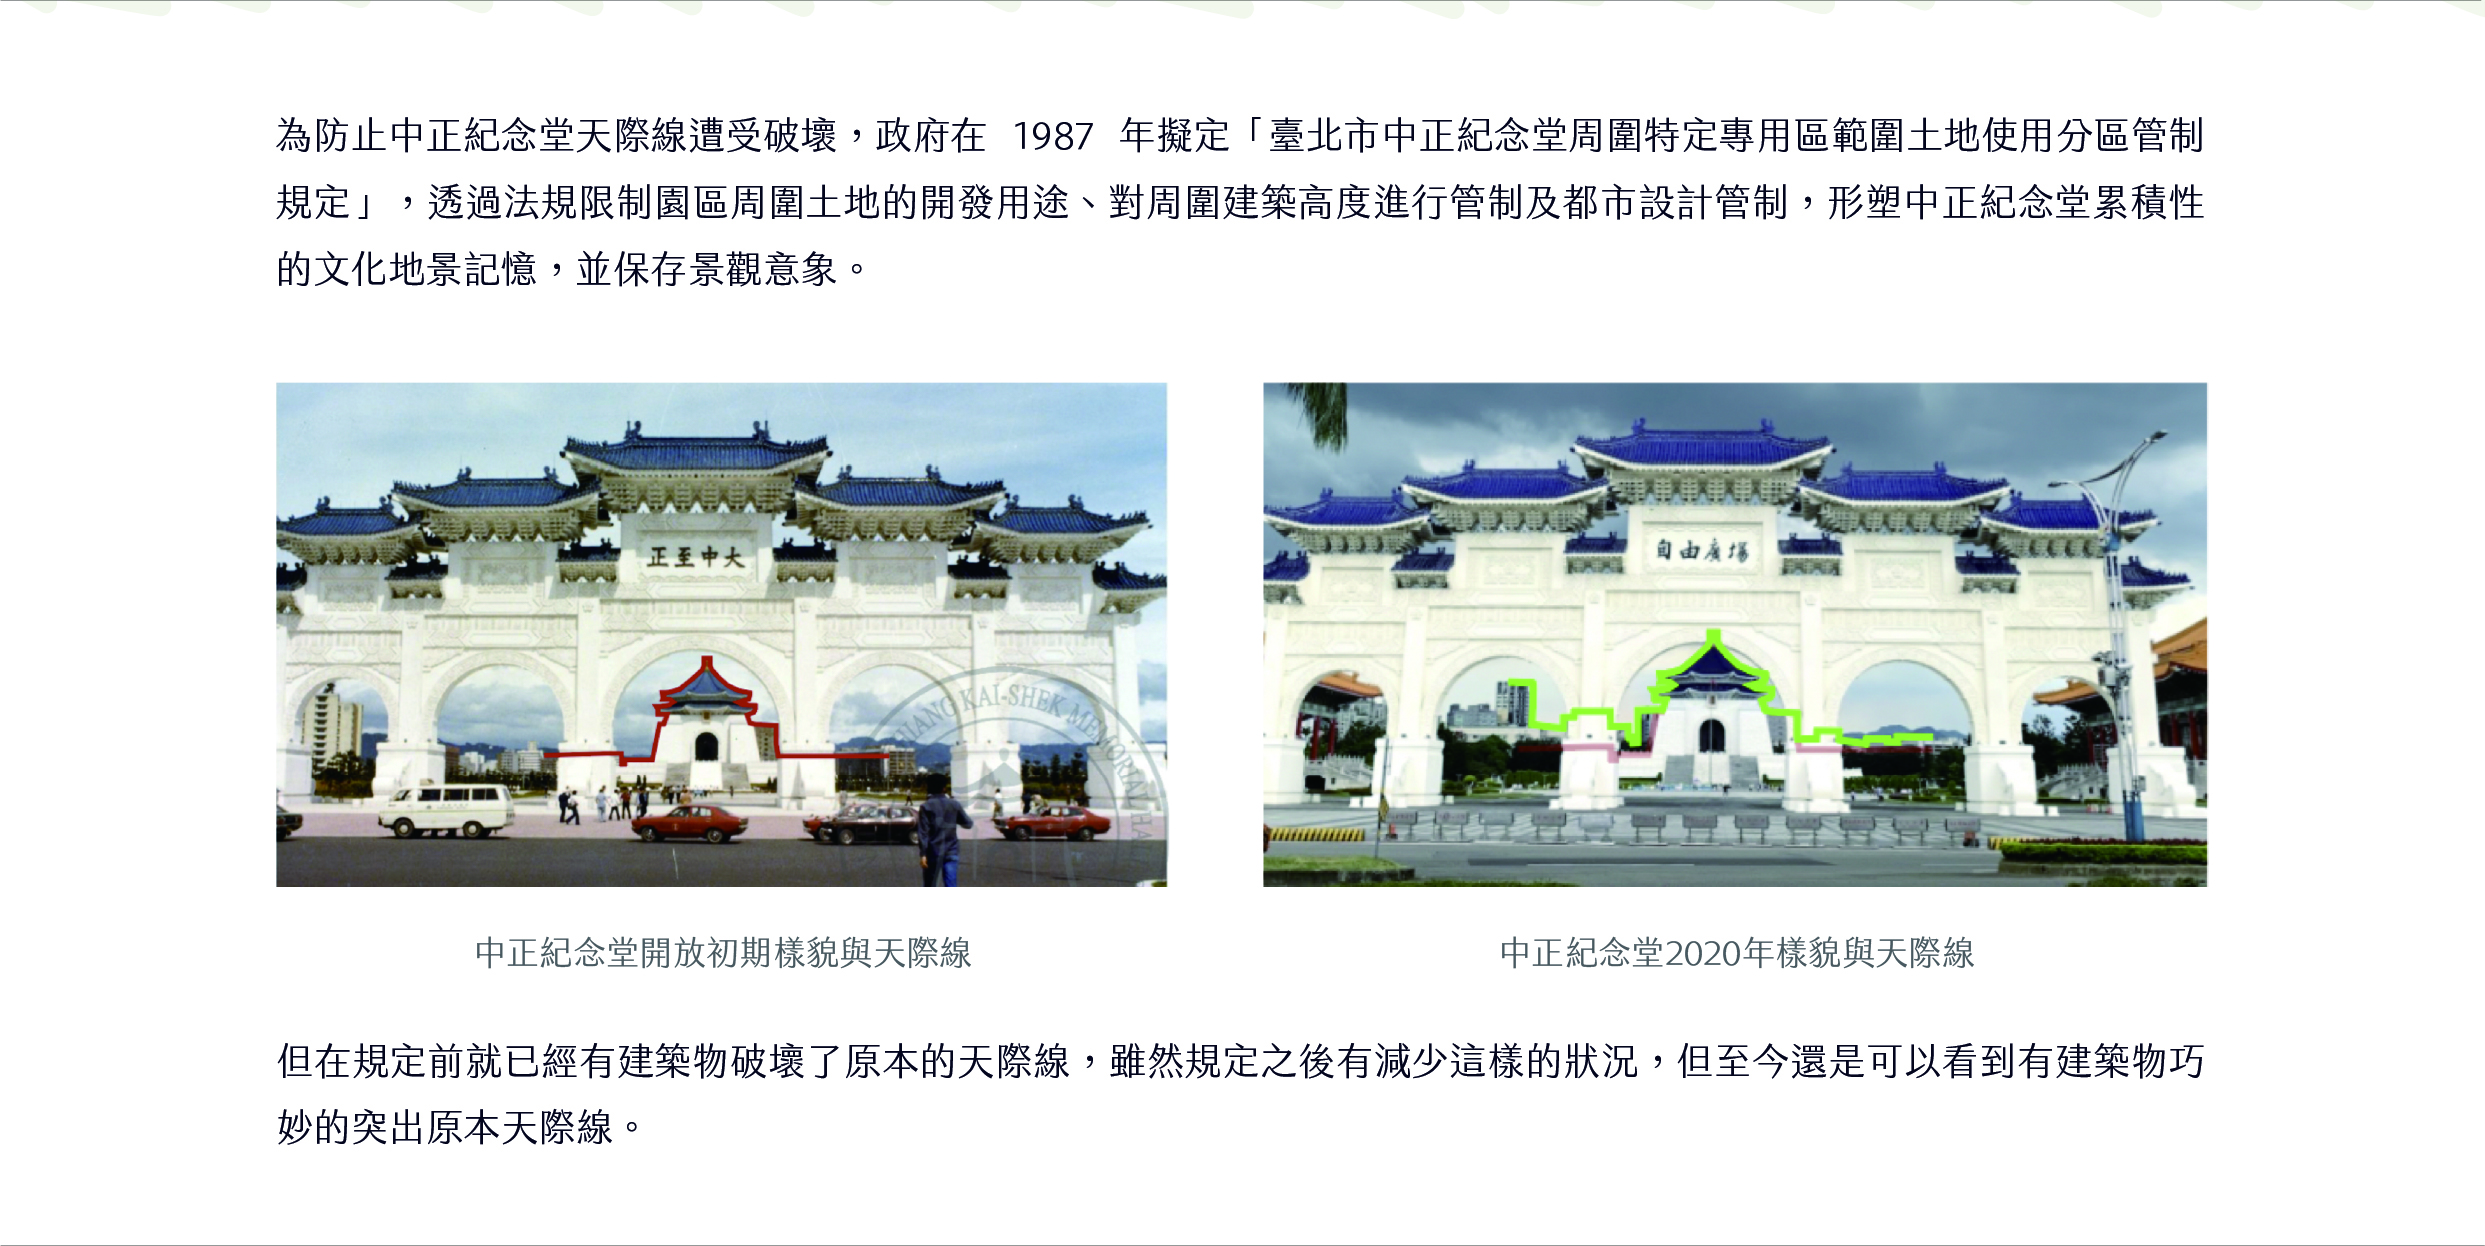 為防止中正紀念堂天際線遭受破壞，政府在 1987 年擬定「臺北市中正紀念堂周圍特定專用區範圍土地使用分區管制
規定」，透過法規限制園區周圍土地的開發用途、對周圍建築高度進行管制及都市設計管制，形塑中正紀念堂累積性
的文化地景記憶，並保存景觀意象。
正至中大
自由廣場
HIANG KAI-SHEK MEMORIAL HA
中正紀念堂開放初期樣貌與天際線
中正紀念堂2020年樣貌與天際線
但在規定前就已經有建築物破壞了原本的天際線，雖然規定之後有減少這樣的狀況，但至今還是可以看到有建築物巧
妙的突出原本天際線。